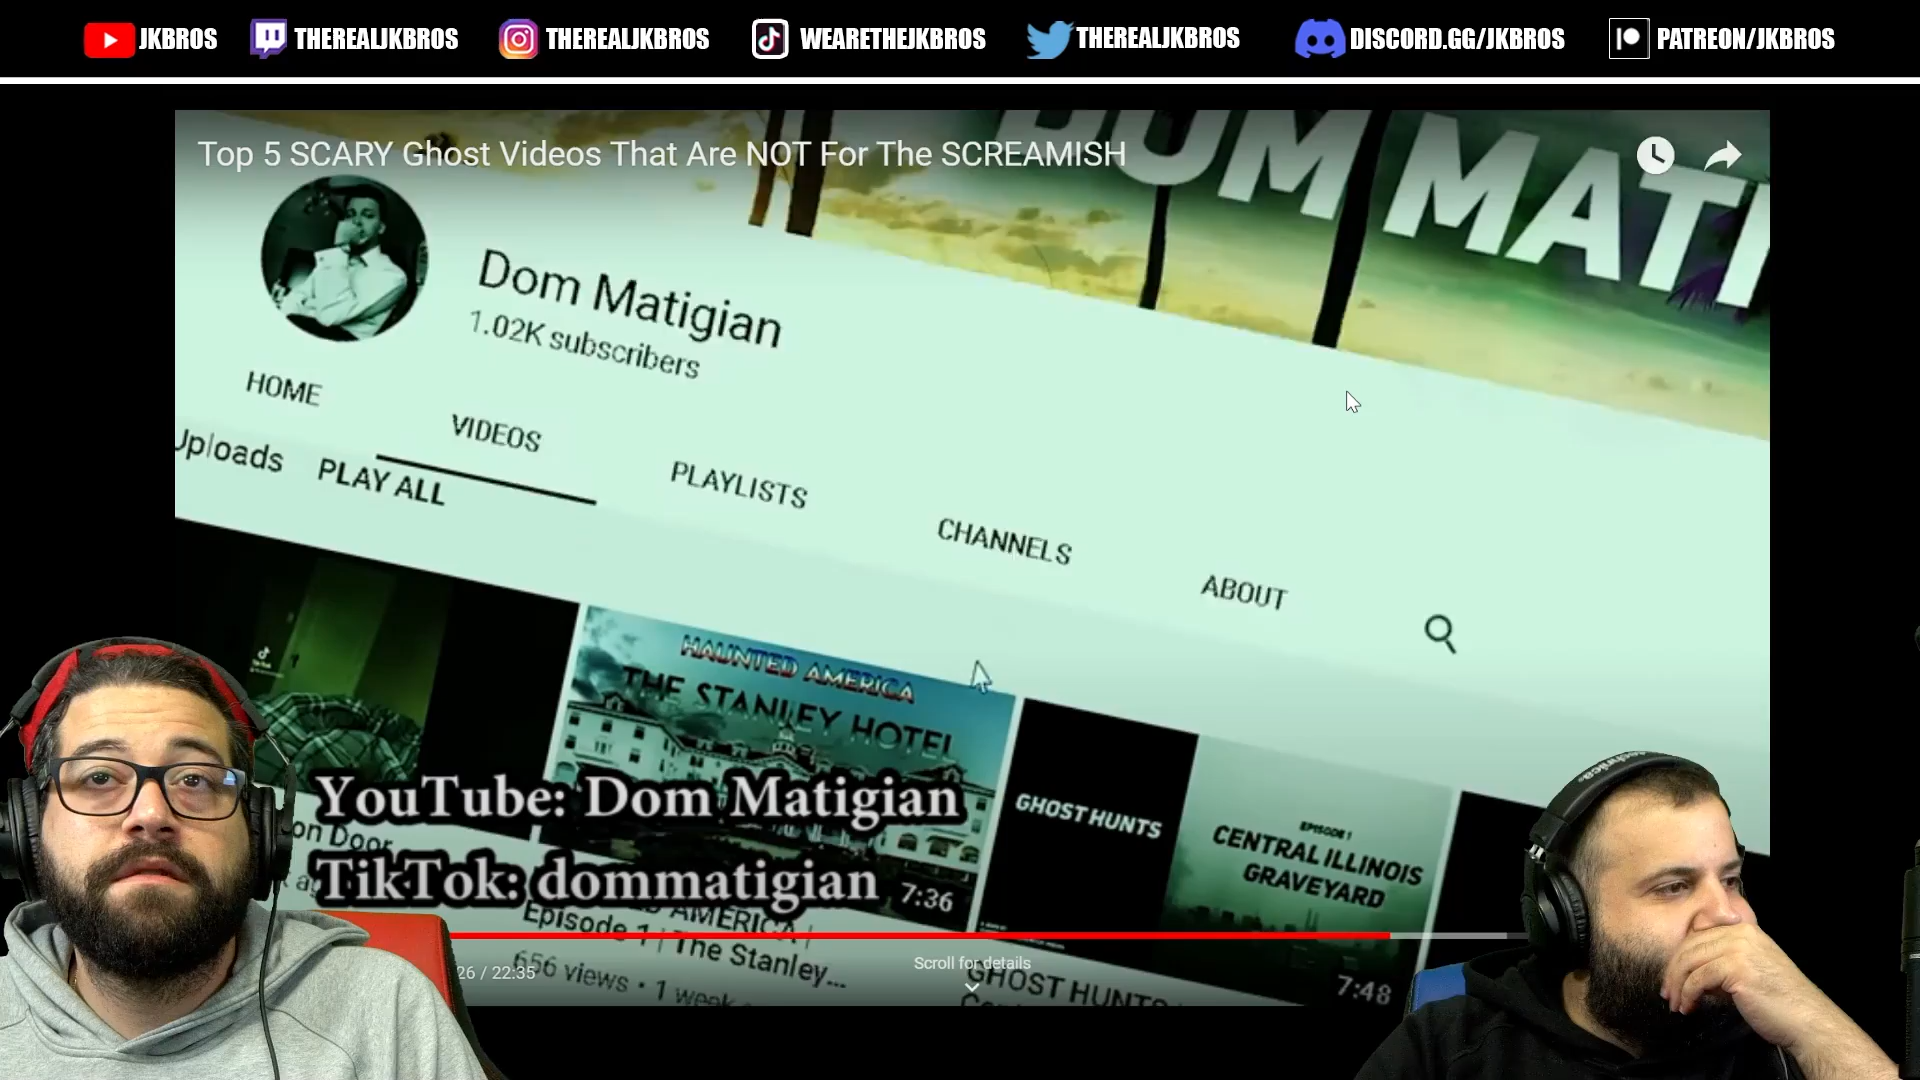 JKBROS THEREALJKBROS THEREALJKBROS WEARETHEJKBROS THEREALJKBROS DISCORD.GG/JKBROS PATREON/JKBROS
Top 5 SCARY Ghost Videos That Are NOT For The SCREAMISH
DOM MATI
Dom Matigian
1.02K subscribers
HOME
VIDEOS
PLAYLISTS
CHANNELS
ABOUT
Uploads PLAY ALL
HAUNTED AMERICA
THE STANLEY HOTEL
GHOST HUNTS
EPISODE 1
CENTRAL ILLINOIS
GRAVEYARD
YouTube: Dom Matigian
TikTok: dommatigian
on Door
7:36
AMERICA |
Episode 1 | The Stanley...
656 views • 1 week
7:48
GHOST HUNTS
26 / 22:35
Scroll for details